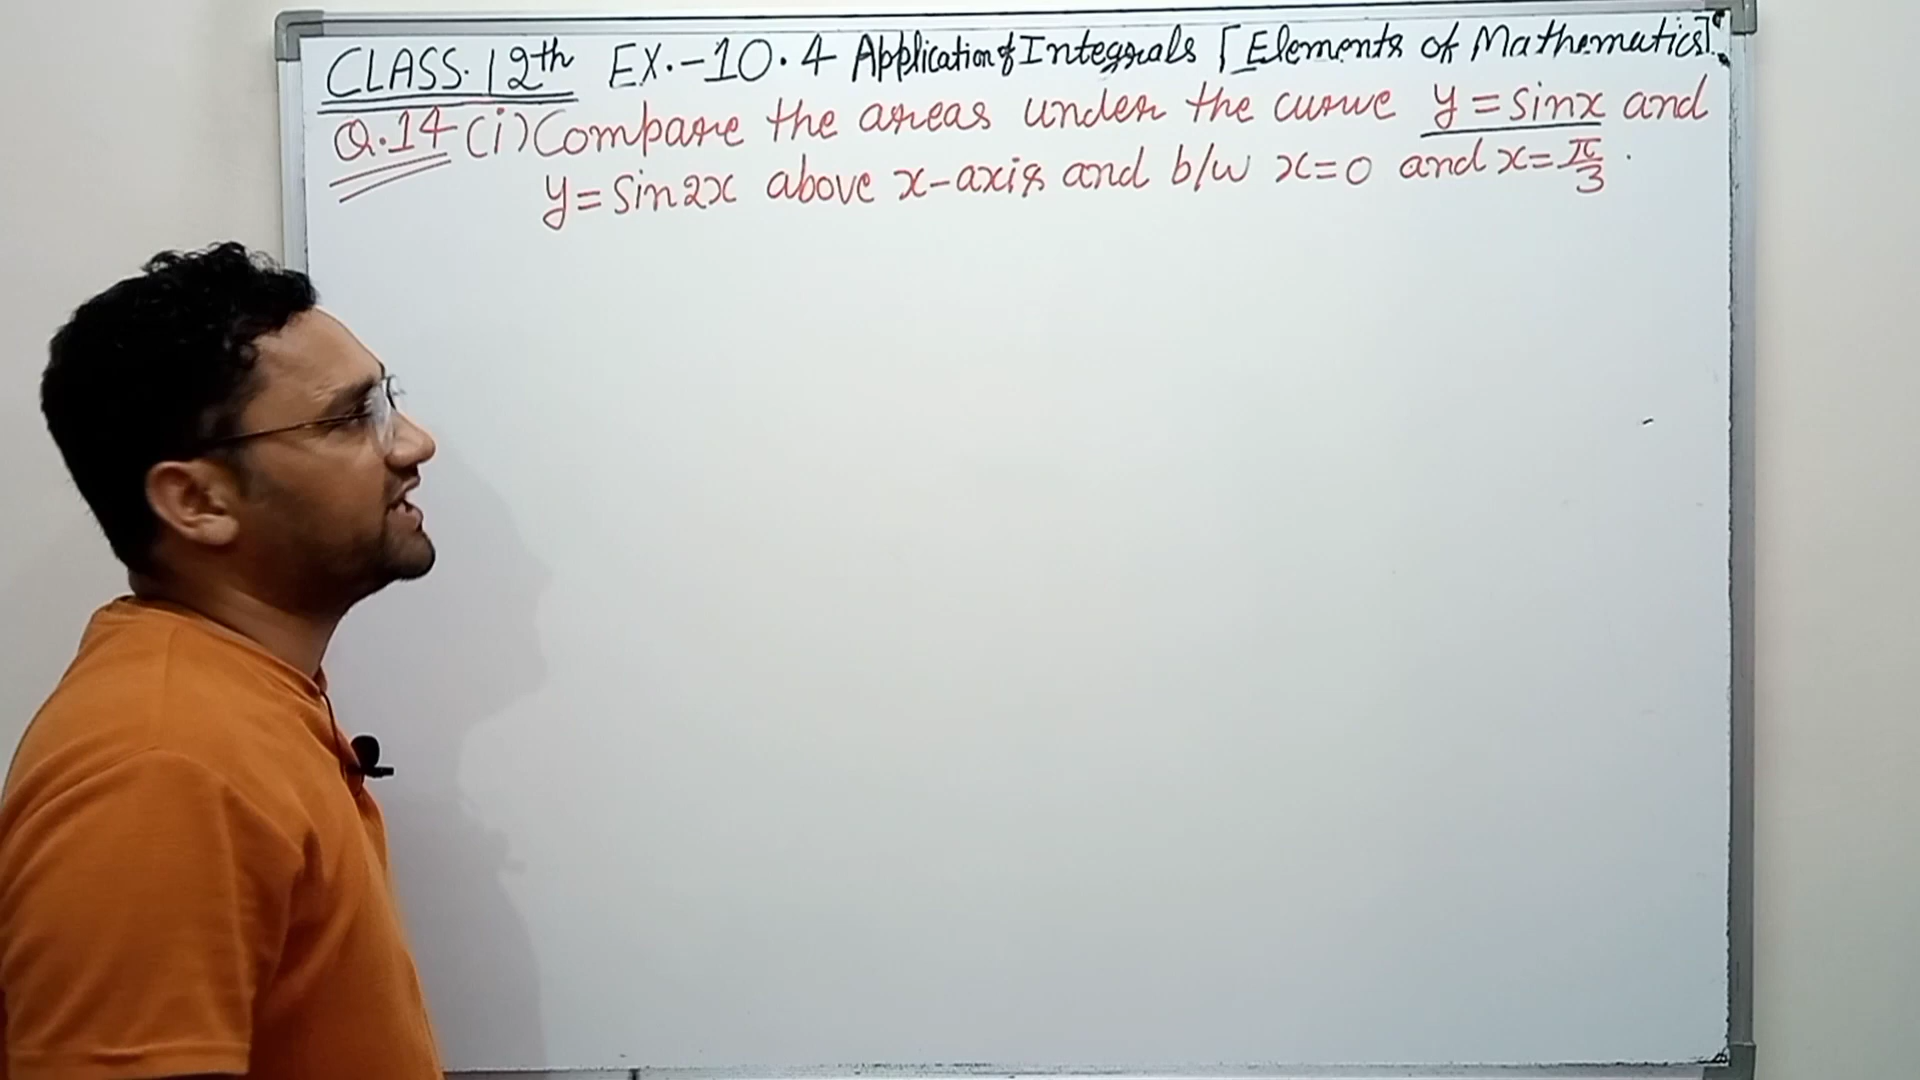 CLASS. 12th EX.-10.4 Application of Integrals [Elements of Mathematics]
Q.14 (i) Compare the areas under the curve y = sinx and
y = sin2x above x-axis and b/w x=0 and x=π/3.